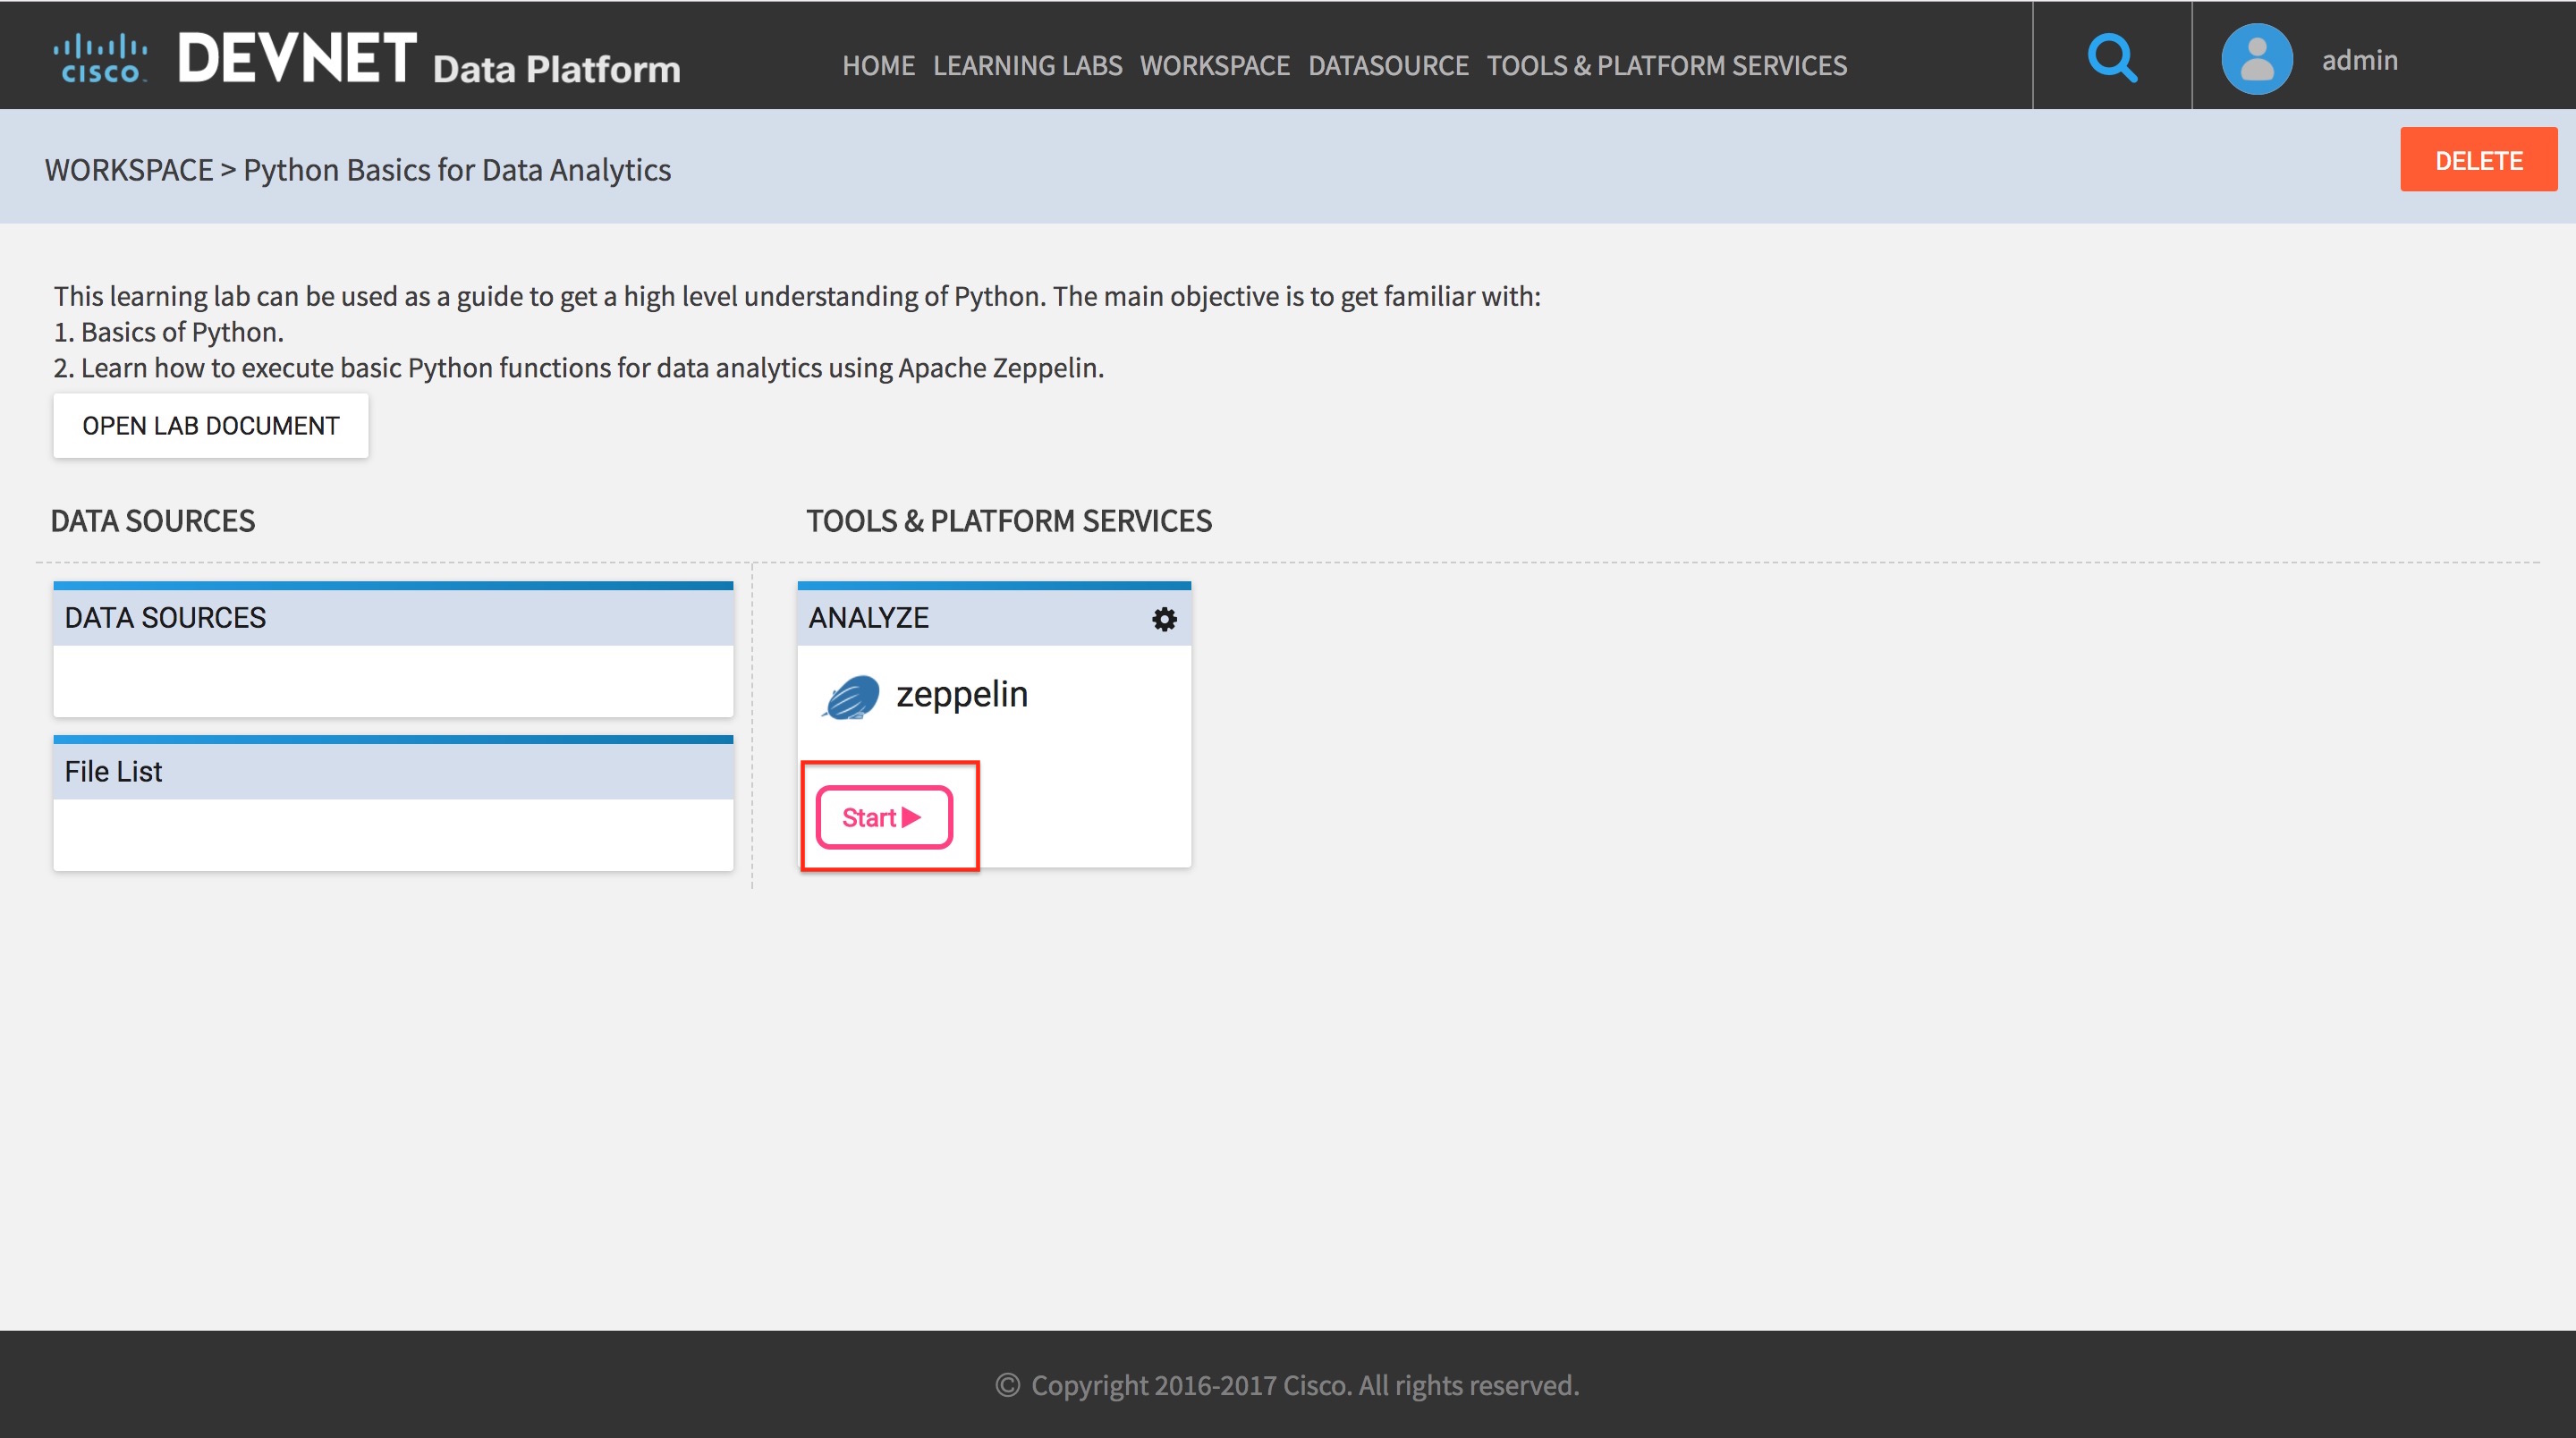 CISCO DEVNET Data Platform HOME LEARNING LABS WORKSPACE DATASOURCE TOOLS & PLATFORM SERVICES admin
WORKSPACE > Python Basics for Data Analytics DELETE
This learning lab can be used as a guide to get a high level understanding of Python. The main objective is to get familiar with:
1. Basics of Python.
2. Learn how to execute basic Python functions for data analytics using Apache Zeppelin.
OPEN LAB DOCUMENT
DATA SOURCES
TOOLS & PLATFORM SERVICES
DATA SOURCES
File List
ANALYZE
zeppelin
Start
© Copyright 2016-2017 Cisco. All rights reserved.